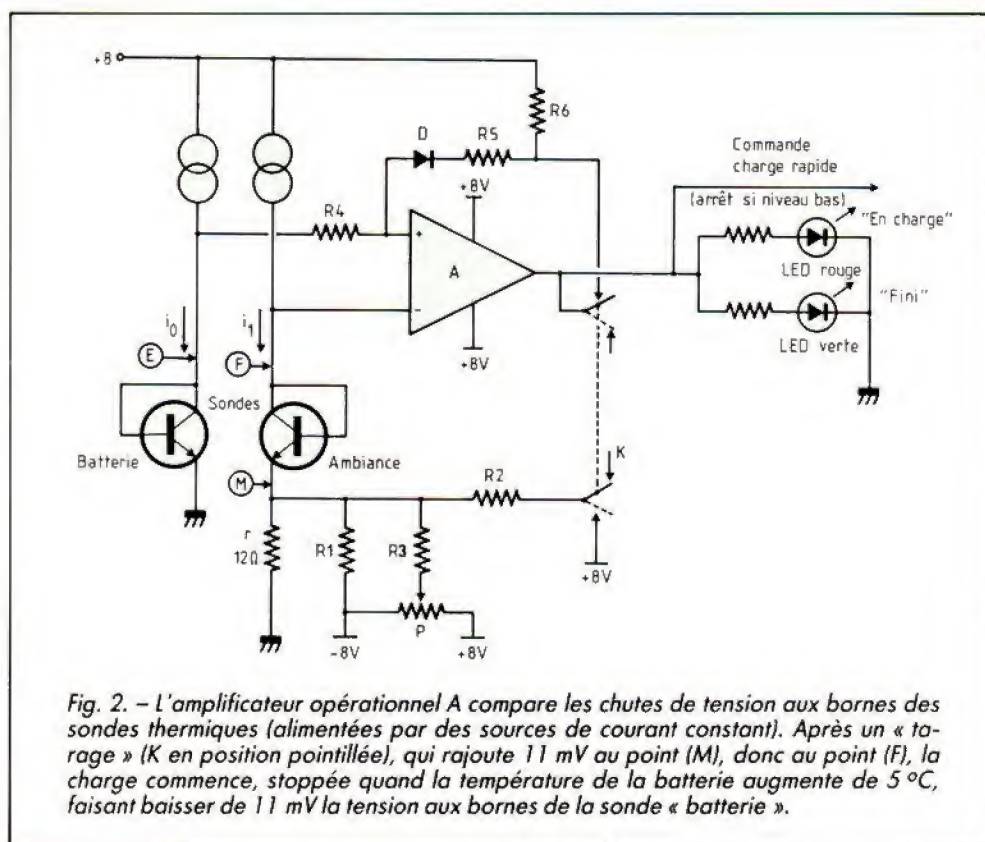 +8
R6
D
R5
Commande
charge rapide
+8V
(arrêt si niveau bas)
"En charge"
R4
+
A
-
LED rouge
"Fini"
i0
i1
+8V
LED verte
E
F
Sondes
Batterie
Ambiance
K
M
R2
r
12Ω
R1
R3
+8V
P
-8V
+8V
Fig. 2. – L'amplificateur opérationnel A compare les chutes de tension aux bornes des
sondes thermiques (alimentées par des sources de courant constant). Après un « ta-
rage » (K en position pointillée), qui rajoute 11 mV au point (M), donc au point (F), la
charge commence, stoppée quand la température de la batterie augmente de 5 °C,
faisant baisser de 11 mV la tension aux bornes de la sonde « batterie ».